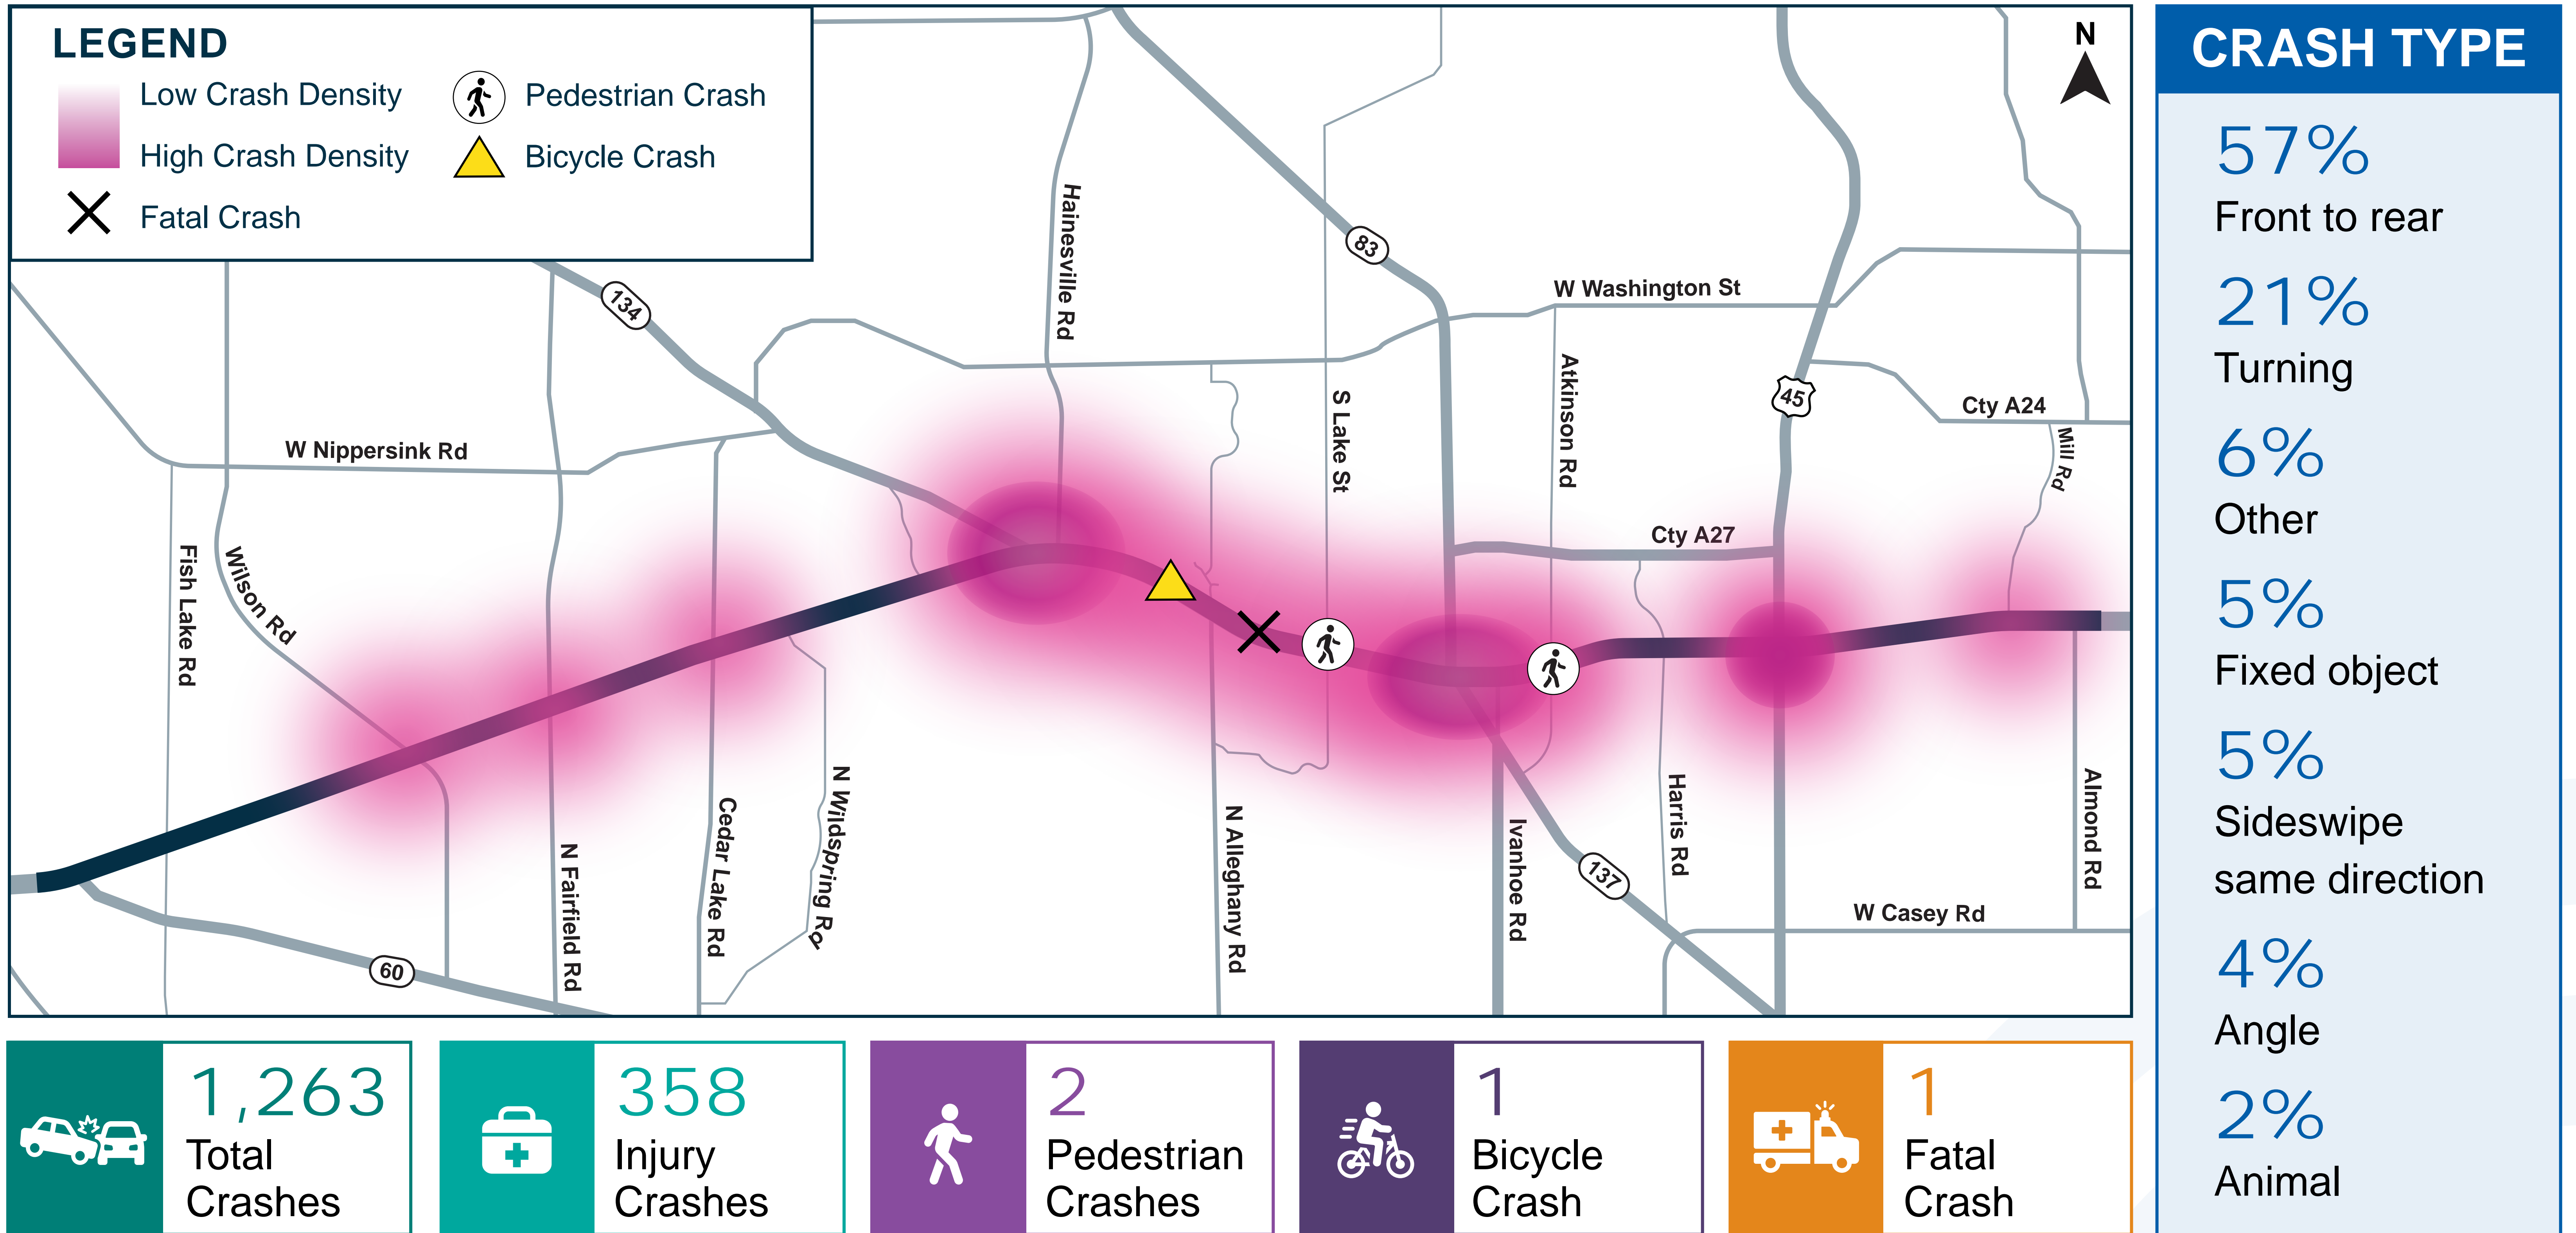 LEGEND
Low Crash Density
High Crash Density
Fatal Crash
Pedestrian Crash
Bicycle Crash
N
134
83
45
60
137
Hainesville Rd
W Washington St
Atkinson Rd
S Lake St
Cty A24
Mill Rd
W Nippersink Rd
Cty A27
Fish Lake Rd
Wilson Rd
N Fairfield Rd
Cedar Lake Rd
N Wildspring Rd
N Alleghany Rd
Ivanhoe Rd
Harris Rd
Almond Rd
W Casey Rd
1,263
Total
Crashes
358
Injury
Crashes
2
Pedestrian
Crashes
1
Bicycle
Crash
1
Fatal
Crash
CRASH TYPE
57%
Front to rear
21%
Turning
6%
Other
5%
Fixed object
5%
Sideswipe
same direction
4%
Angle
2%
Animal